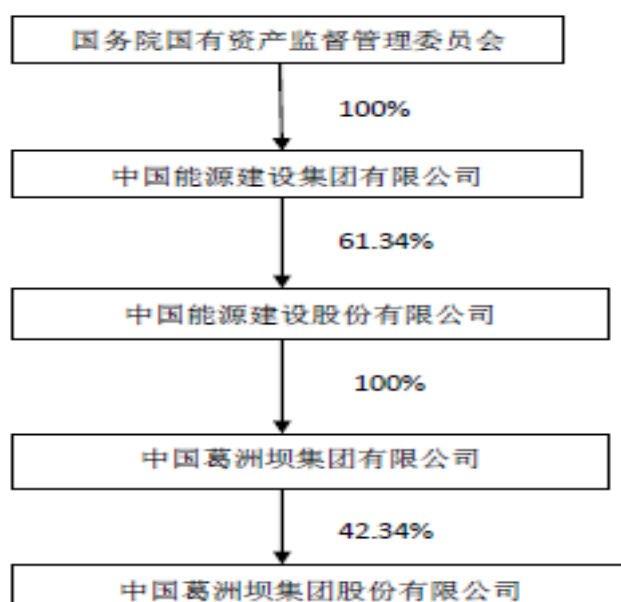 国务院国有资产监督管理委员会
100%
中国能源建设集团有限公司
61.34%
中国能源建设股份有限公司
100%
中国葛洲坝集团有限公司
42.34%
中国葛洲坝集团股份有限公司